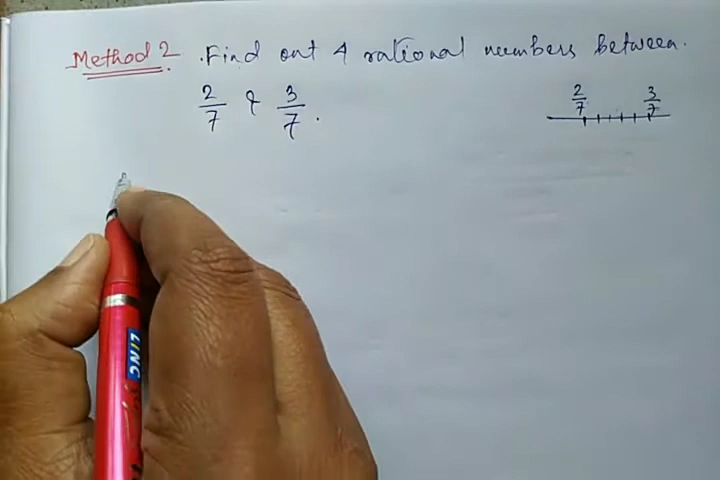 Method 2. Find out 4 rational numbers between.
2/7 & 3/7.
2/7 3/7
LINC